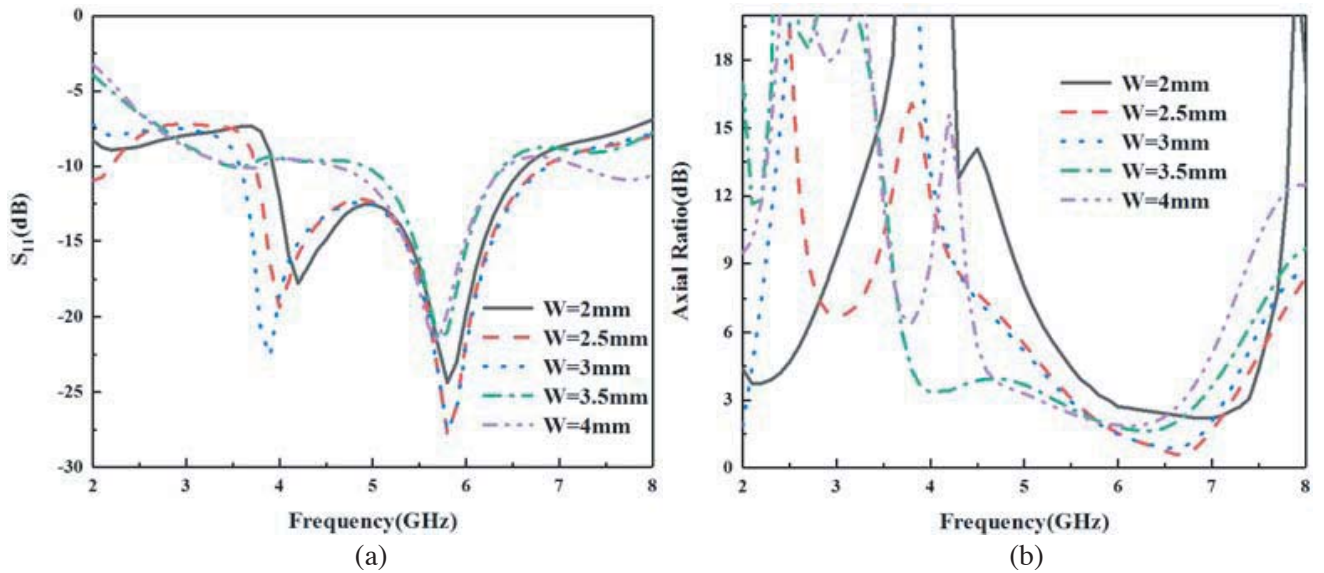 0
-5
-10
-15
-20
-25
-30
S11(dB)
W=2mm
W=2.5mm
W=3mm
W=3.5mm
W=4mm
2 3 4 5 6 7 8
Frequency(GHz)
(a)
18
15
12
9
6
3
0
Axial Ratio(dB)
W=2mm
W=2.5mm
W=3mm
W=3.5mm
W=4mm
2 3 4 5 6 7 8
Frequency(GHz)
(b)